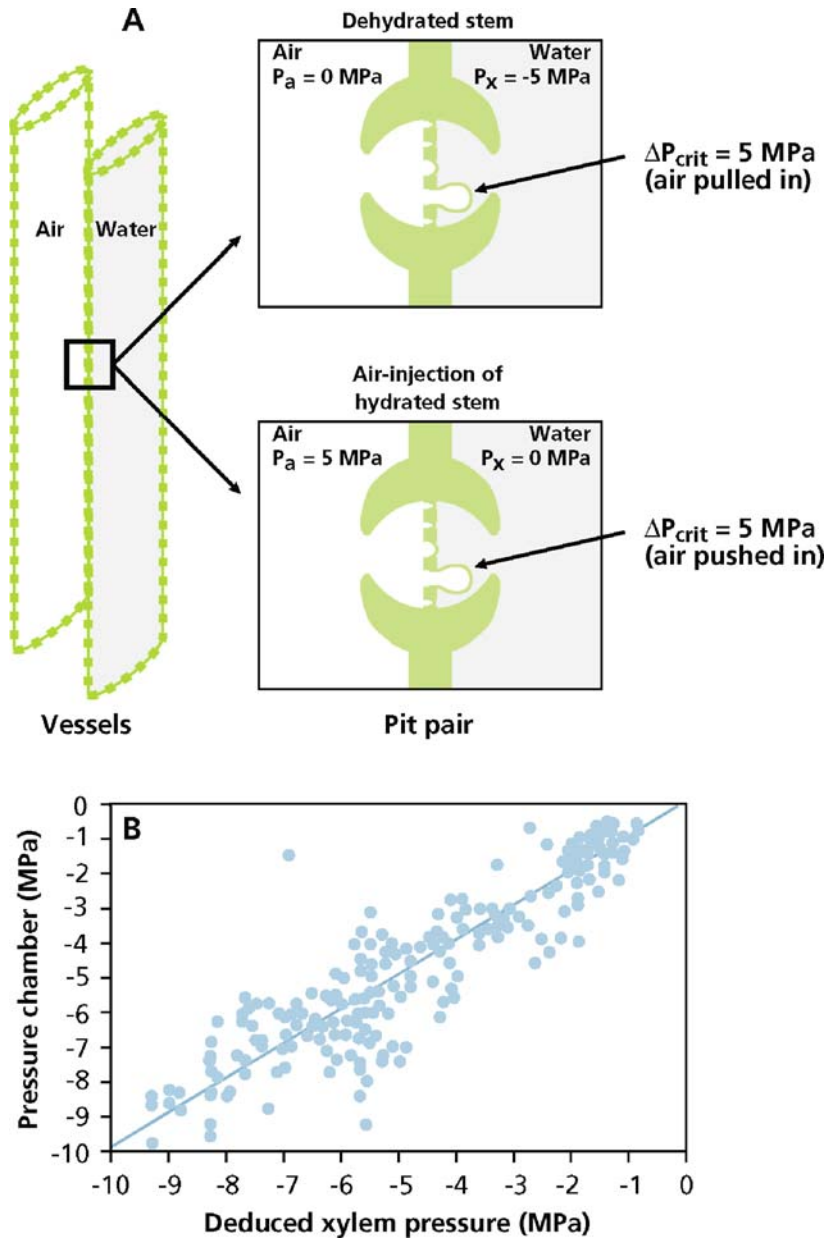 A
Dehydrated stem
Air
Pa = 0 MPa
Water
Px = -5 MPa
ΔPcrit = 5 MPa
(air pulled in)
Air
Water
Air-injection of
hydrated stem
Air
Pa = 5 MPa
Water
Px = 0 MPa
ΔPcrit = 5 MPa
(air pushed in)
Vessels
Pit pair
B
Pressure chamber (MPa)
0
-1
-2
-3
-4
-5
-6
-7
-8
-9
-10
-10 -9 -8 -7 -6 -5 -4 -3 -2 -1 0
Deduced xylem pressure (MPa)